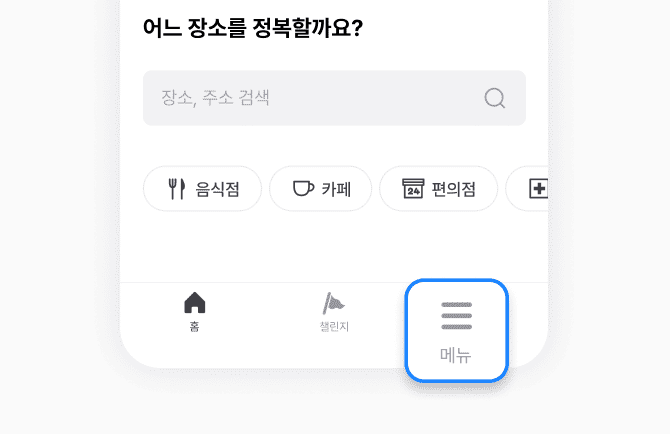 어느 장소를 정복할까요?
장소, 주소 검색
음식점 카페 24 편의점
홈 챌린지 메뉴